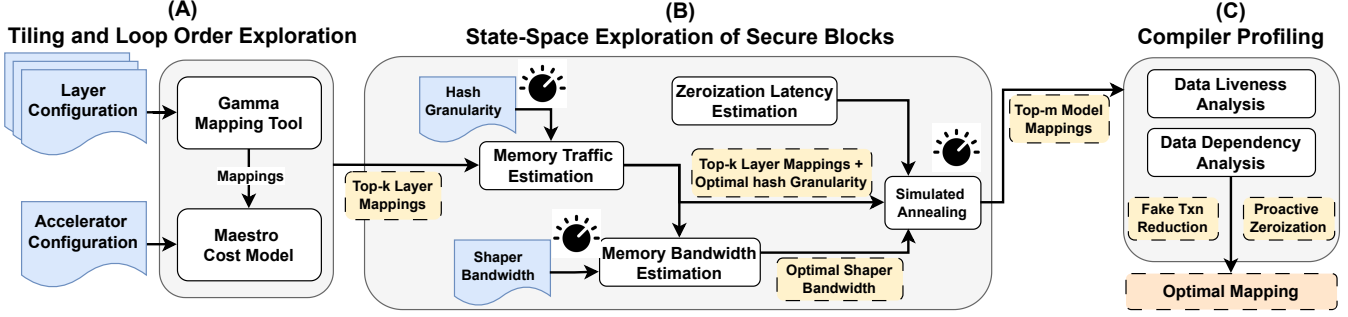 (A)
Tiling and Loop Order Exploration
Layer
Configuration
Gamma
Mapping Tool
Mappings
Accelerator
Configuration
Maestro
Cost Model
Top-k Layer
Mappings
(B)
State-Space Exploration of Secure Blocks
Hash
Granularity
Zeroization Latency
Estimation
Memory Traffic
Estimation
Top-k Layer Mappings +
Optimal hash Granularity
Simulated
Annealing
Shaper
Bandwidth
Memory Bandwidth
Estimation
Optimal Shaper
Bandwidth
Top-m Model
Mappings
(C)
Compiler Profiling
Data Liveness
Analysis
Data Dependency
Analysis
Fake Txn
Reduction
Proactive
Zeroization
Optimal Mapping